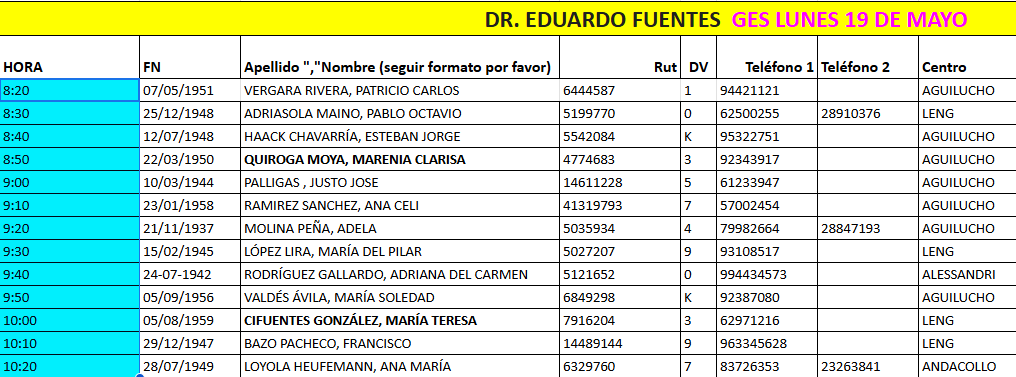 DR. EDUARDO FUENTES GES LUNES 19 DE MAYO
HORA FN Apellido ","Nombre (seguir formato por favor) Rut DV Teléfono 1 Teléfono 2 Centro
8:20 07/05/1951 VERGARA RIVERA, PATRICIO CARLOS 6444587 1 94421121 AGUILUCHO
8:30 25/12/1948 ADRIASOLA MAINO, PABLO OCTAVIO 5199770 0 62500255 28910376 LENG
8:40 12/07/1948 HAACK CHAVARRÍA, ESTEBAN JORGE 5542084 K 95322751 AGUILUCHO
8:50 22/03/1950 QUIROGA MOYA, MARENIA CLARISA 4774683 3 92343917 AGUILUCHO
9:00 10/03/1944 PALLIGAS , JUSTO JOSE 14611228 5 61233947 AGUILUCHO
9:10 23/01/1958 RAMIREZ SANCHEZ, ANA CELI 41319793 7 57002454 AGUILUCHO
9:20 21/11/1937 MOLINA PEÑA, ADELA 5035934 4 79982664 28847193 AGUILUCHO
9:30 15/02/1945 LÓPEZ LIRA, MARÍA DEL PILAR 5027207 9 93108517 LENG
9:40 24-07-1942 RODRÍGUEZ GALLARDO, ADRIANA DEL CARMEN 5121652 0 994434573 ALESSANDRI
9:50 05/09/1956 VALDÉS ÁVILA, MARÍA SOLEDAD 6849298 K 92387080 AGUILUCHO
10:00 05/08/1959 CIFUENTES GONZÁLEZ, MARÍA TERESA 7916204 3 62971216 LENG
10:10 29/12/1947 BAZO PACHECO, FRANCISCO 14489144 9 963345628 LENG
10:20 28/07/1949 LOYOLA HEUFEMANN, ANA MARÍA 6329760 7 83726353 23263841 ANDACOLLO